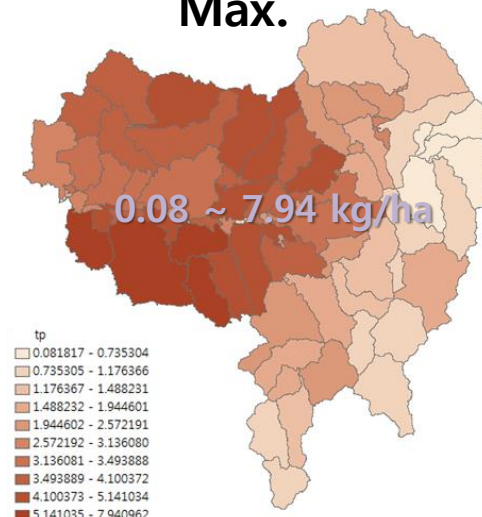 Max.
0.08 ~ 7.94 kg/ha
tp
0.081817 - 0.735304
0.735305 - 1.176366
1.176367 - 1.488231
1.488232 - 1.944601
1.944602 - 2.572191
2.572192 - 3.136080
3.136081 - 3.493888
3.493889 - 4.100372
4.100373 - 5.141034
5.141035 - 7.940962